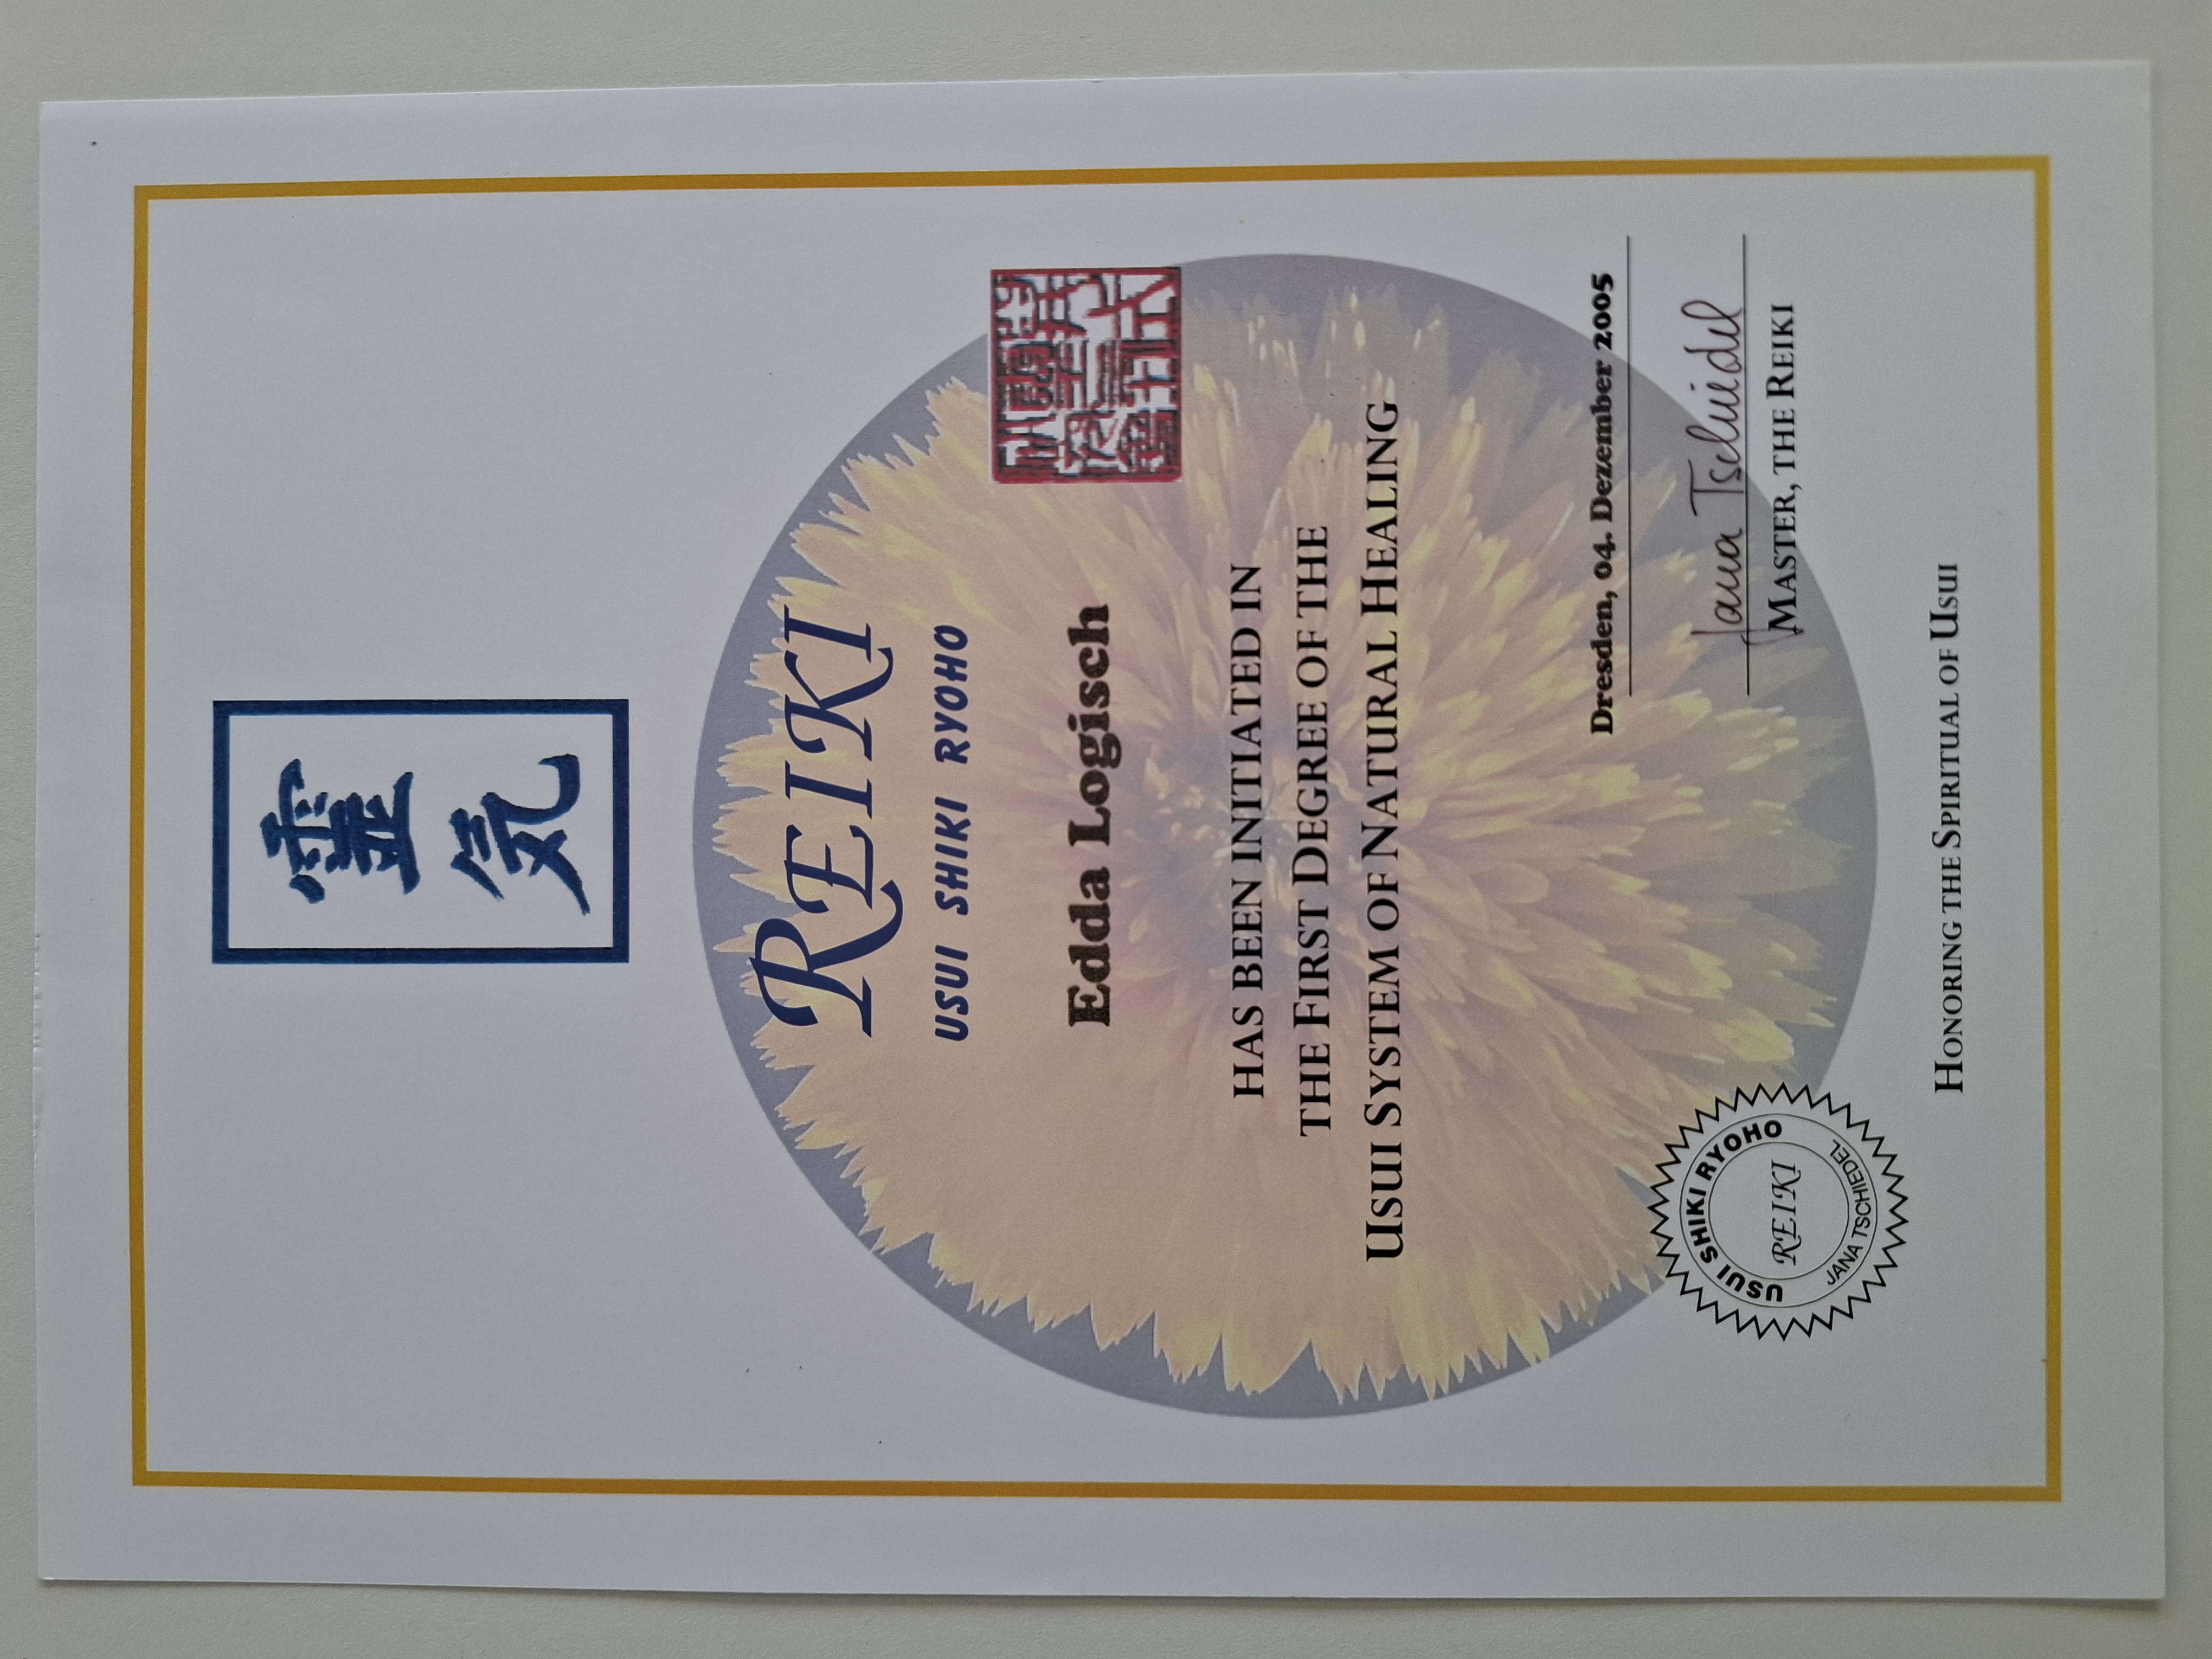 靈
気
REIKI
USUI SHIKI RYOHO
Edda Logisch
HAS BEEN INITIATED IN
THE FIRST DEGREE OF THE
USUI SYSTEM OF NATURAL HEALING
Dresden, 04. Dezember 2005
Jana Tschiedel
MASTER, THE REIKI
USUI SHIKI RYOHO
REIKI
JANA TSCHIEDEL
HONORING THE SPIRITUAL OF USUI